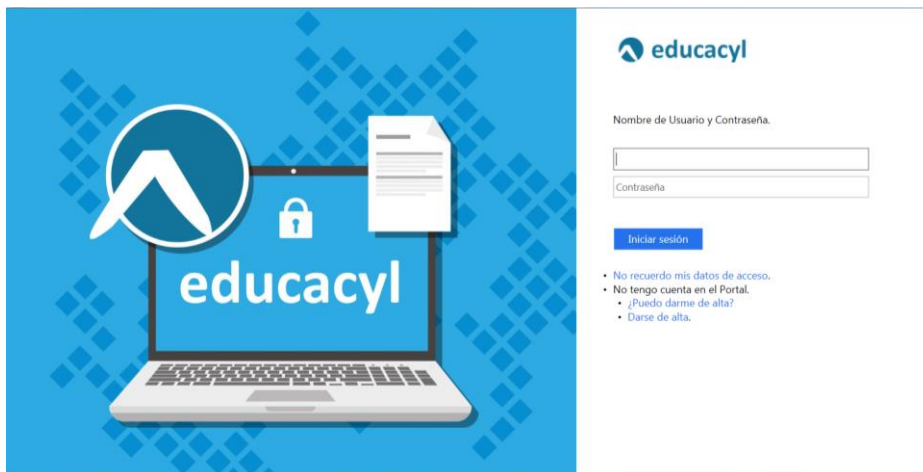 educacyl
educacyl
Nombre de Usuario y Contraseña.
Contraseña
Iniciar sesión
No recuerdo mis datos de acceso.
No tengo cuenta en el Portal.
¿Puedo darme de alta?
Darse de alta.